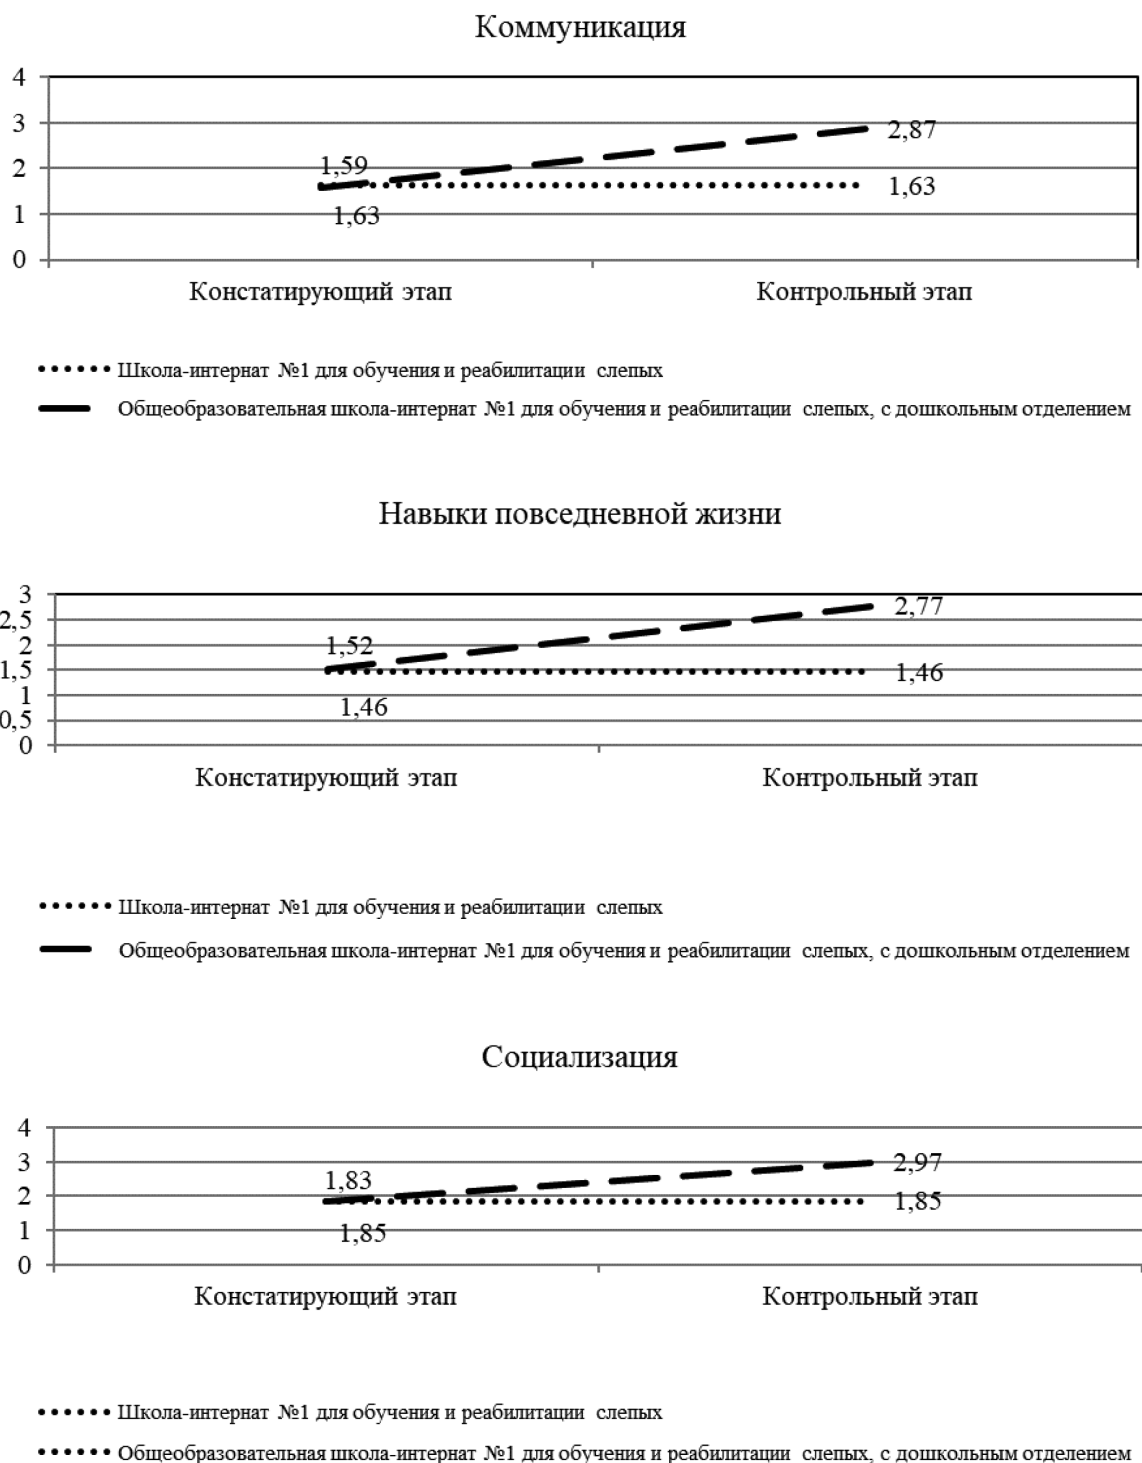 Коммуникация
4
3
2
1
0
1,59
1,63
2,87
1,63
Констатирующий этап
Контрольный этап
Школа-интернат №1 для обучения и реабилитации слепых
Общеобразовательная школа-интернат №1 для обучения и реабилитации слепых, с дошкольным отделением
Навыки повседневной жизни
3
2,5
2
1,5
1
0,5
0
1,52
1,46
2,77
1,46
Констатирующий этап
Контрольный этап
Школа-интернат №1 для обучения и реабилитации слепых
Общеобразовательная школа-интернат №1 для обучения и реабилитации слепых, с дошкольным отделением
Социализация
4
3
2
1
0
1,83
1,85
2,97
1,85
Констатирующий этап
Контрольный этап
Школа-интернат №1 для обучения и реабилитации слепых
Общеобразовательная школа-интернат №1 для обучения и реабилитации слепых, с дошкольным отделением